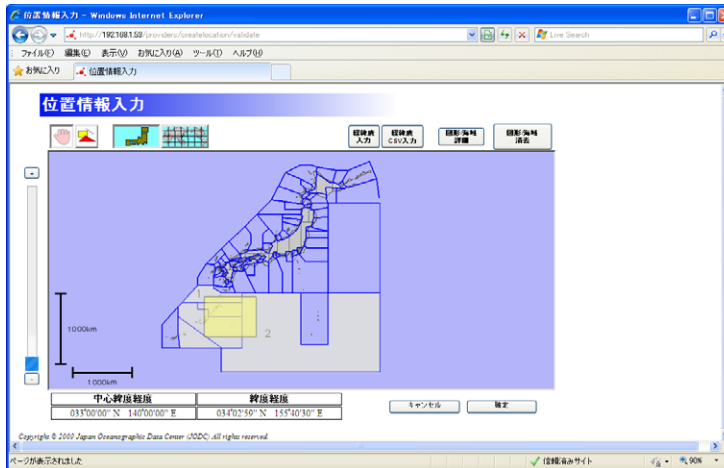 位置情報入力 - Windows Internet Explorer
http://192.168.1.53/providers/createlocation/validate
Live Search
ファイル(F) 編集(E) 表示(V) お気に入り(A) ツール(T) ヘルプ(H)
お気に入り 位置情報入力
位置情報入力
経緯度入力 経緯度CSV入力 図形/海域詳細 図形/海域消去
1
2
1000km
1000km
中心緯度経度 緯度経度
033°00'00" N 140°00'00" E 034°02'59" N 155°40'30" E
キャンセル 確定
Copyright © 2009 Japan Oceanographic Data Center (JODC) All rights reserved.
ページが表示されました 信頼済みサイト 90%